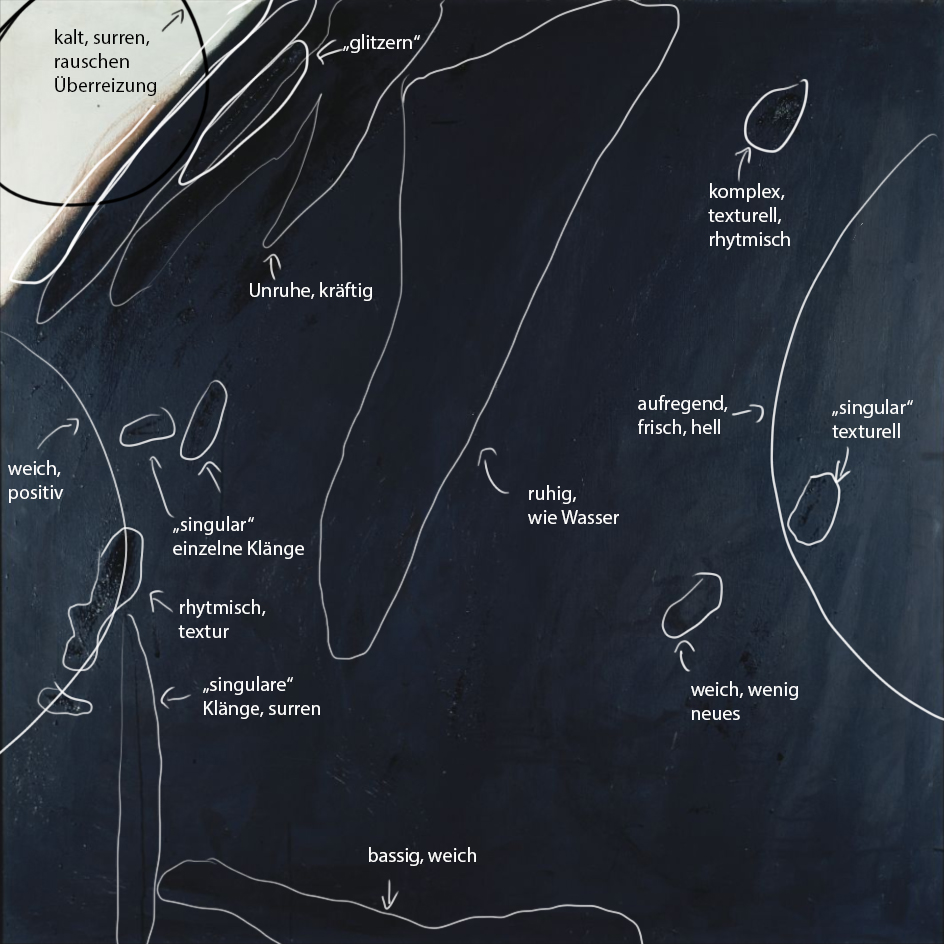 kalt, surren,
rauschen
Überreizung
„glitzern“
komplex,
texturell,
rhytmisch
Unruhe, kräftig
aufregend,
frisch, hell
„singular“
texturell
weich,
positiv
ruhig,
wie Wasser
„singular“
einzelne Klänge
rhytmisch,
textur
„singulare“
Klänge, surren
weich, wenig
neues
bassig, weich